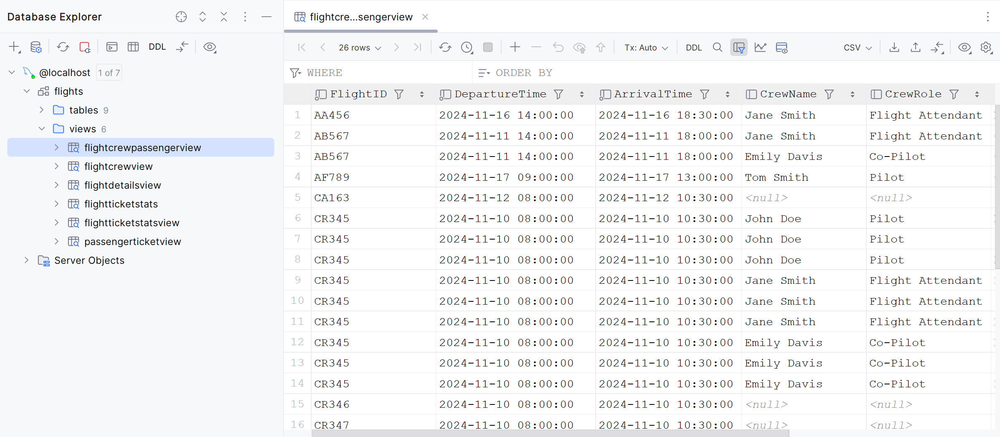 Database Explorer
DDL
@localhost 1 of 7
flights
tables 9
views 6
flightcrewpassengerview
flightcrewview
flightdetailsview
flightticketstats
flightticketstatsview
passengerticketview
Server Objects
flightcre...sengerview
26 rows Tx: Auto DDL CSV
WHERE ORDER BY
FlightID DepartureTime ArrivalTime CrewName CrewRole
1 AA456 2024-11-16 14:00:00 2024-11-16 18:30:00 Jane Smith Flight Attendant
2 AB567 2024-11-11 14:00:00 2024-11-11 18:00:00 Jane Smith Flight Attendant
3 AB567 2024-11-11 14:00:00 2024-11-11 18:00:00 Emily Davis Co-Pilot
4 AF789 2024-11-17 09:00:00 2024-11-17 13:00:00 Tom Smith Pilot
5 CA163 2024-11-12 08:00:00 2024-11-12 10:30:00 <null> <null>
6 CR345 2024-11-10 08:00:00 2024-11-10 10:30:00 John Doe Pilot
7 CR345 2024-11-10 08:00:00 2024-11-10 10:30:00 John Doe Pilot
8 CR345 2024-11-10 08:00:00 2024-11-10 10:30:00 John Doe Pilot
9 CR345 2024-11-10 08:00:00 2024-11-10 10:30:00 Jane Smith Flight Attendant
10 CR345 2024-11-10 08:00:00 2024-11-10 10:30:00 Jane Smith Flight Attendant
11 CR345 2024-11-10 08:00:00 2024-11-10 10:30:00 Jane Smith Flight Attendant
12 CR345 2024-11-10 08:00:00 2024-11-10 10:30:00 Emily Davis Co-Pilot
13 CR345 2024-11-10 08:00:00 2024-11-10 10:30:00 Emily Davis Co-Pilot
14 CR345 2024-11-10 08:00:00 2024-11-10 10:30:00 Emily Davis Co-Pilot
15 CR346 2024-11-10 08:00:00 2024-11-10 10:30:00 <null> <null>
16 CR347 2024-11-10 08:00:00 2024-11-10 10:30:00 <null> <null>